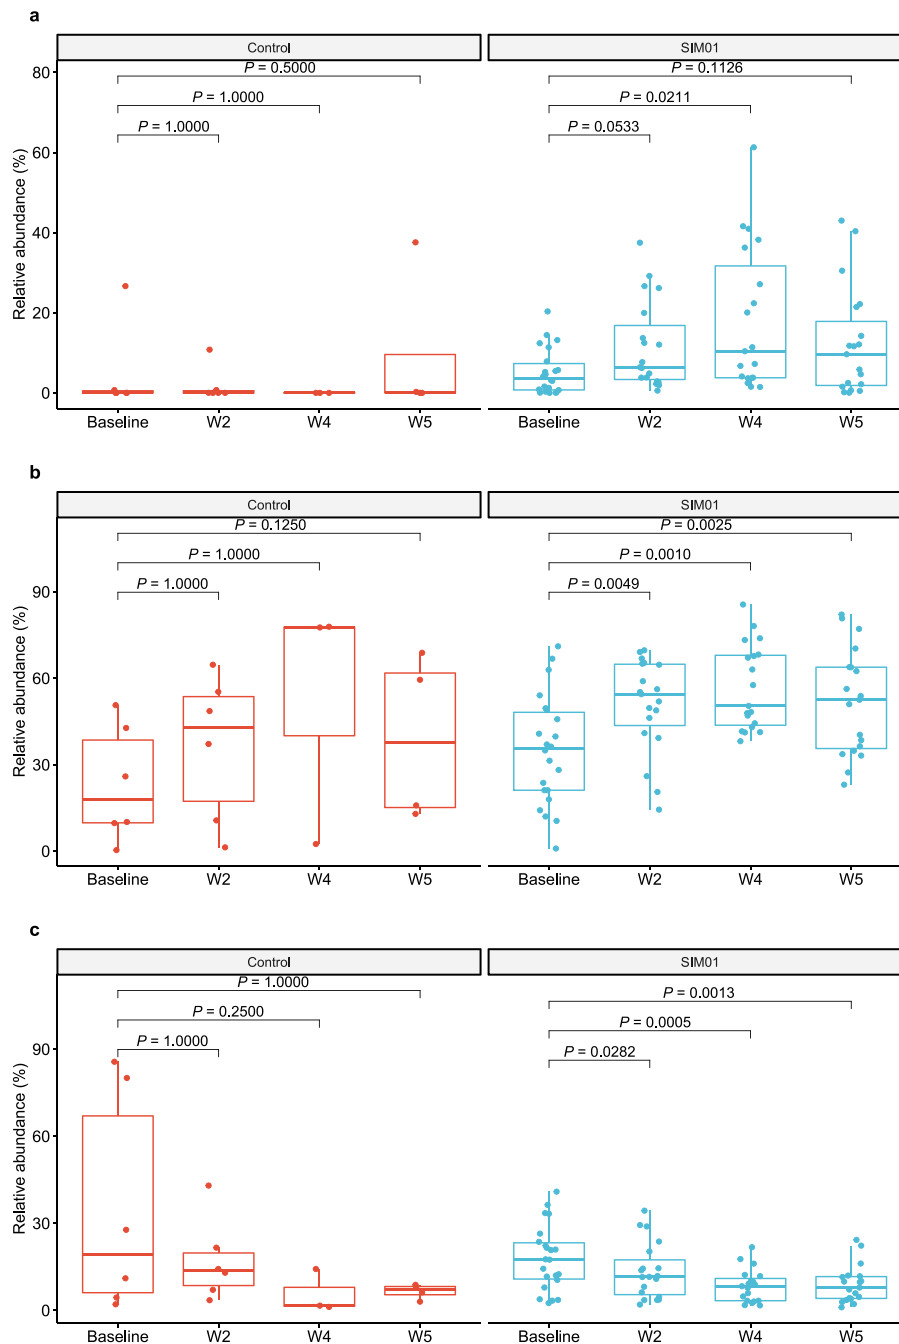 a
Control SIM01
80
P = 0.5000 P = 0.1126
P = 1.0000 P = 0.0211
P = 1.0000 P = 0.0533
60
40
20
0
Relative abundance (%)
Baseline W2 W4 W5 Baseline W2 W4 W5
b
Control SIM01
P = 0.1250 P = 0.0025
P = 1.0000 P = 0.0010
P = 1.0000 P = 0.0049
90
60
30
0
Relative abundance (%)
Baseline W2 W4 W5 Baseline W2 W4 W5
c
Control SIM01
P = 1.0000 P = 0.0013
P = 0.2500 P = 0.0005
P = 1.0000 P = 0.0282
90
60
30
0
Relative abundance (%)
Baseline W2 W4 W5 Baseline W2 W4 W5